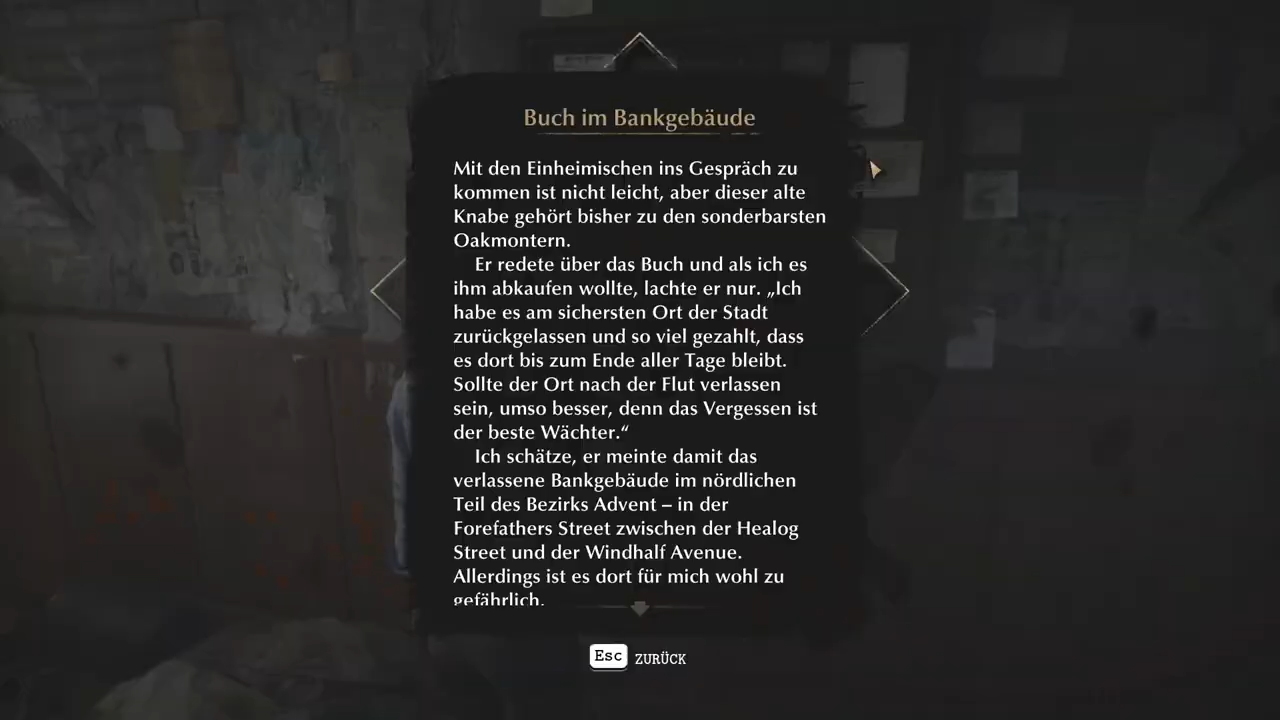 Buch im Bankgebäude
Mit den Einheimischen ins Gespräch zu
kommen ist nicht leicht, aber dieser alte
Knabe gehört bisher zu den sonderbarsten
Oakmontern.
Er redete über das Buch und als ich es
ihm abkaufen wollte, lachte er nur. „Ich
habe es am sichersten Ort der Stadt
zurückgelassen und so viel gezahlt, dass
es dort bis zum Ende aller Tage bleibt.
Sollte der Ort nach der Flut verlassen
sein, umso besser, denn das Vergessen ist
der beste Wächter.“
Ich schätze, er meinte damit das
verlassene Bankgebäude im nördlichen
Teil des Bezirks Advent – in der
Forefathers Street zwischen der Healog
Street und der Windhalf Avenue.
Allerdings ist es dort für mich wohl zu
gefährlich.
Esc ZURÜCK